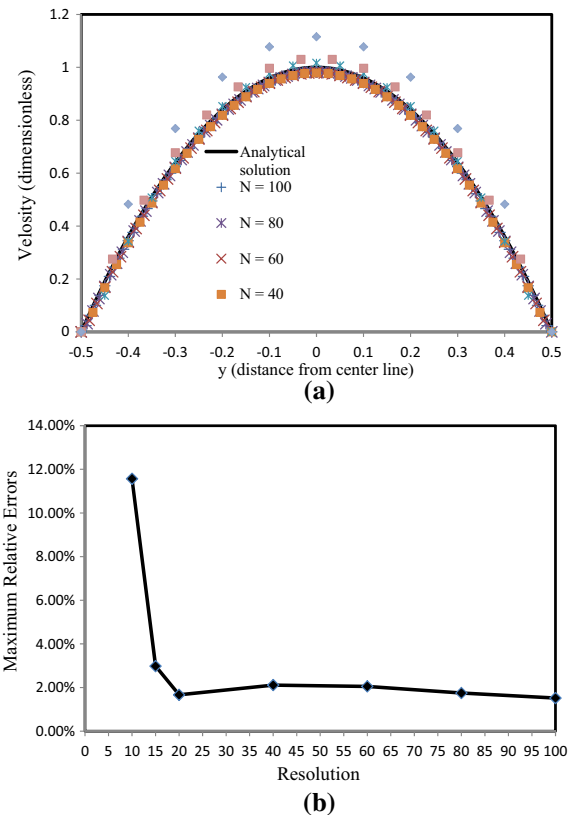 1.2
1
0.8
0.6
0.4
0.2
0
Velosity (dimensionless)
Analytical
solution
N = 100
N = 80
N = 60
N = 40
-0.5 -0.4 -0.3 -0.2 -0.1 0 0.1 0.2 0.3 0.4 0.5
y (distance from center line)
(a)
14.00%
12.00%
10.00%
8.00%
6.00%
4.00%
2.00%
0.00%
Maximum Relative Errors
0 5 10 15 20 25 30 35 40 45 50 55 60 65 70 75 80 85 90 95 100
Resolution
(b)